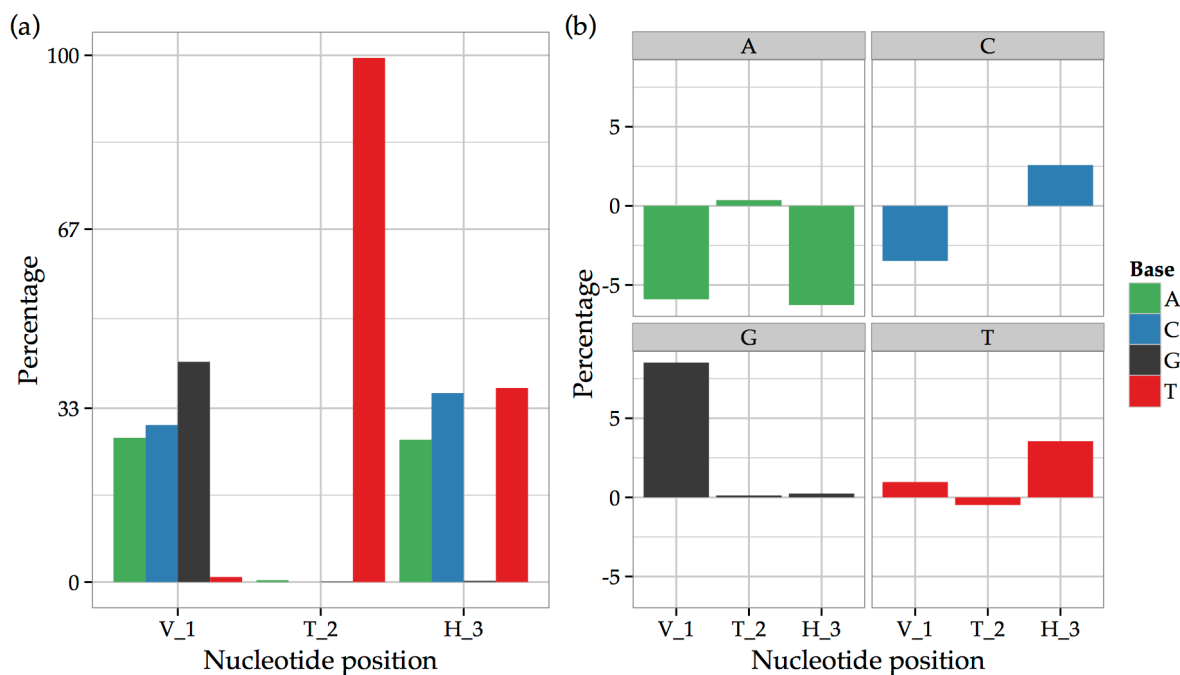 (a)
Percentage
100
67
33
0
V_1 T_2 H_3
Nucleotide position
(b)
Percentage
A C
5
0
-5
G T
5
0
-5
V_1 T_2 H_3 V_1 T_2 H_3
Nucleotide position
Base
A
C
G
T